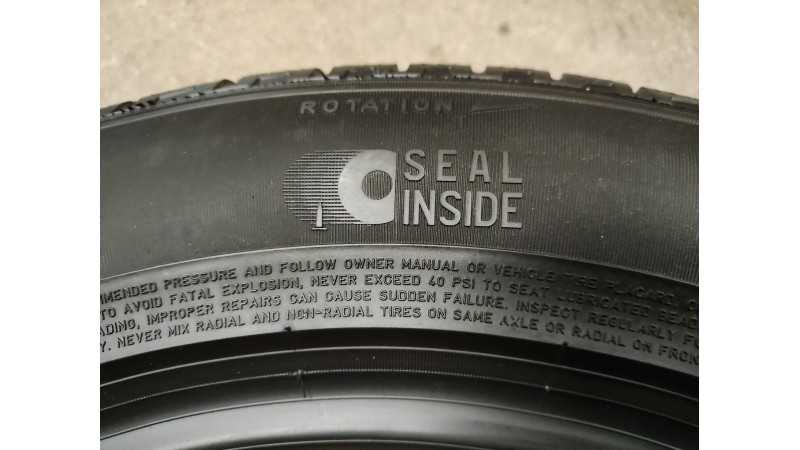 ROTATION
SEAL
INSIDE
PRESSURE AND FOLLOW OWNER MANUAL OR VEHICLE TIRE PLACARD.
TO AVOID FATAL EXPLOSION, NEVER EXCEED 40 PSI TO SEAT LUBRICATED BEAD
IMPROPER REPAIRS CAN CAUSE SUDDEN FAILURE. INSPECT REGULARLY
NEVER MIX RADIAL AND NON-RADIAL TIRES ON SAME AXLE OR RADIAL ON